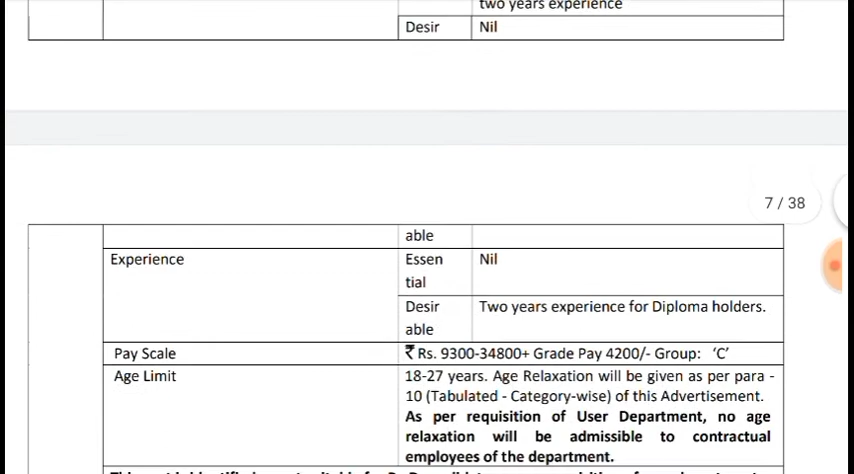 two years experience
Desir Nil
7 / 38
able
Experience Essen Nil
tial
Desir Two years experience for Diploma holders.
able
Pay Scale ₹ Rs. 9300-34800+ Grade Pay 4200/- Group: ‘C’
Age Limit 18-27 years. Age Relaxation will be given as per para -
10 (Tabulated - Category-wise) of this Advertisement.
As per requisition of User Department, no age
relaxation will be admissible to contractual
employees of the department.